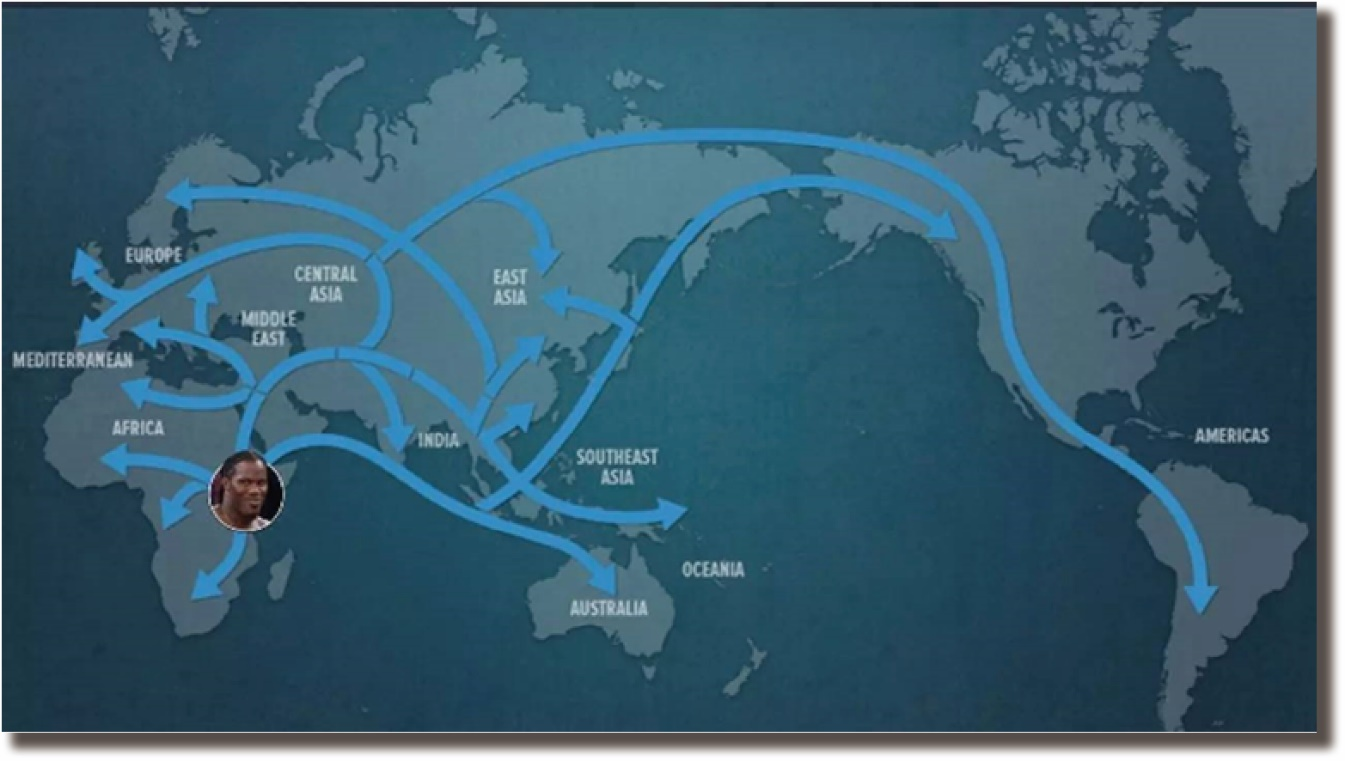 EUROPE
CENTRAL
ASIA
EAST
ASIA
MIDDLE
EAST
MEDITERRANEAN
AFRICA
INDIA
SOUTHEAST
ASIA
AMERICAS
OCEANIA
AUSTRALIA